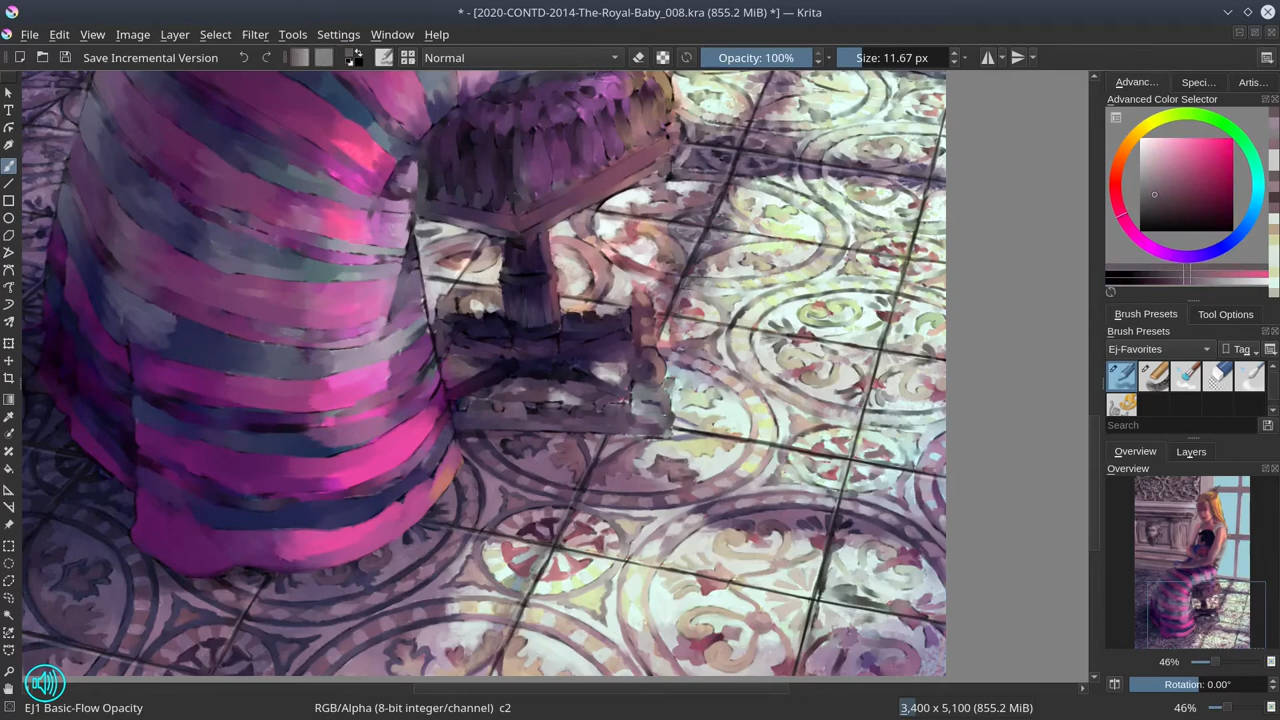 * - [2020-CONTD-2014-The-Royal-Baby_008.kra (855.2 MiB) *] — Krita
File Edit View Image Layer Select Filter Tools Settings Window Help
Save Incremental Version Normal Opacity: 100% Size: 11.67 px
Advanc... Speci... Artis...
Advanced Color Selector
Brush Presets Tool Options
Brush Presets
Ej-Favorites Tag
Search
Overview Layers
Overview
46%
Rotation: 0.00°
EJ1 Basic-Flow Opacity RGB/Alpha (8-bit integer/channel) c2 3,400 x 5,100 (855.2 MiB) 46%